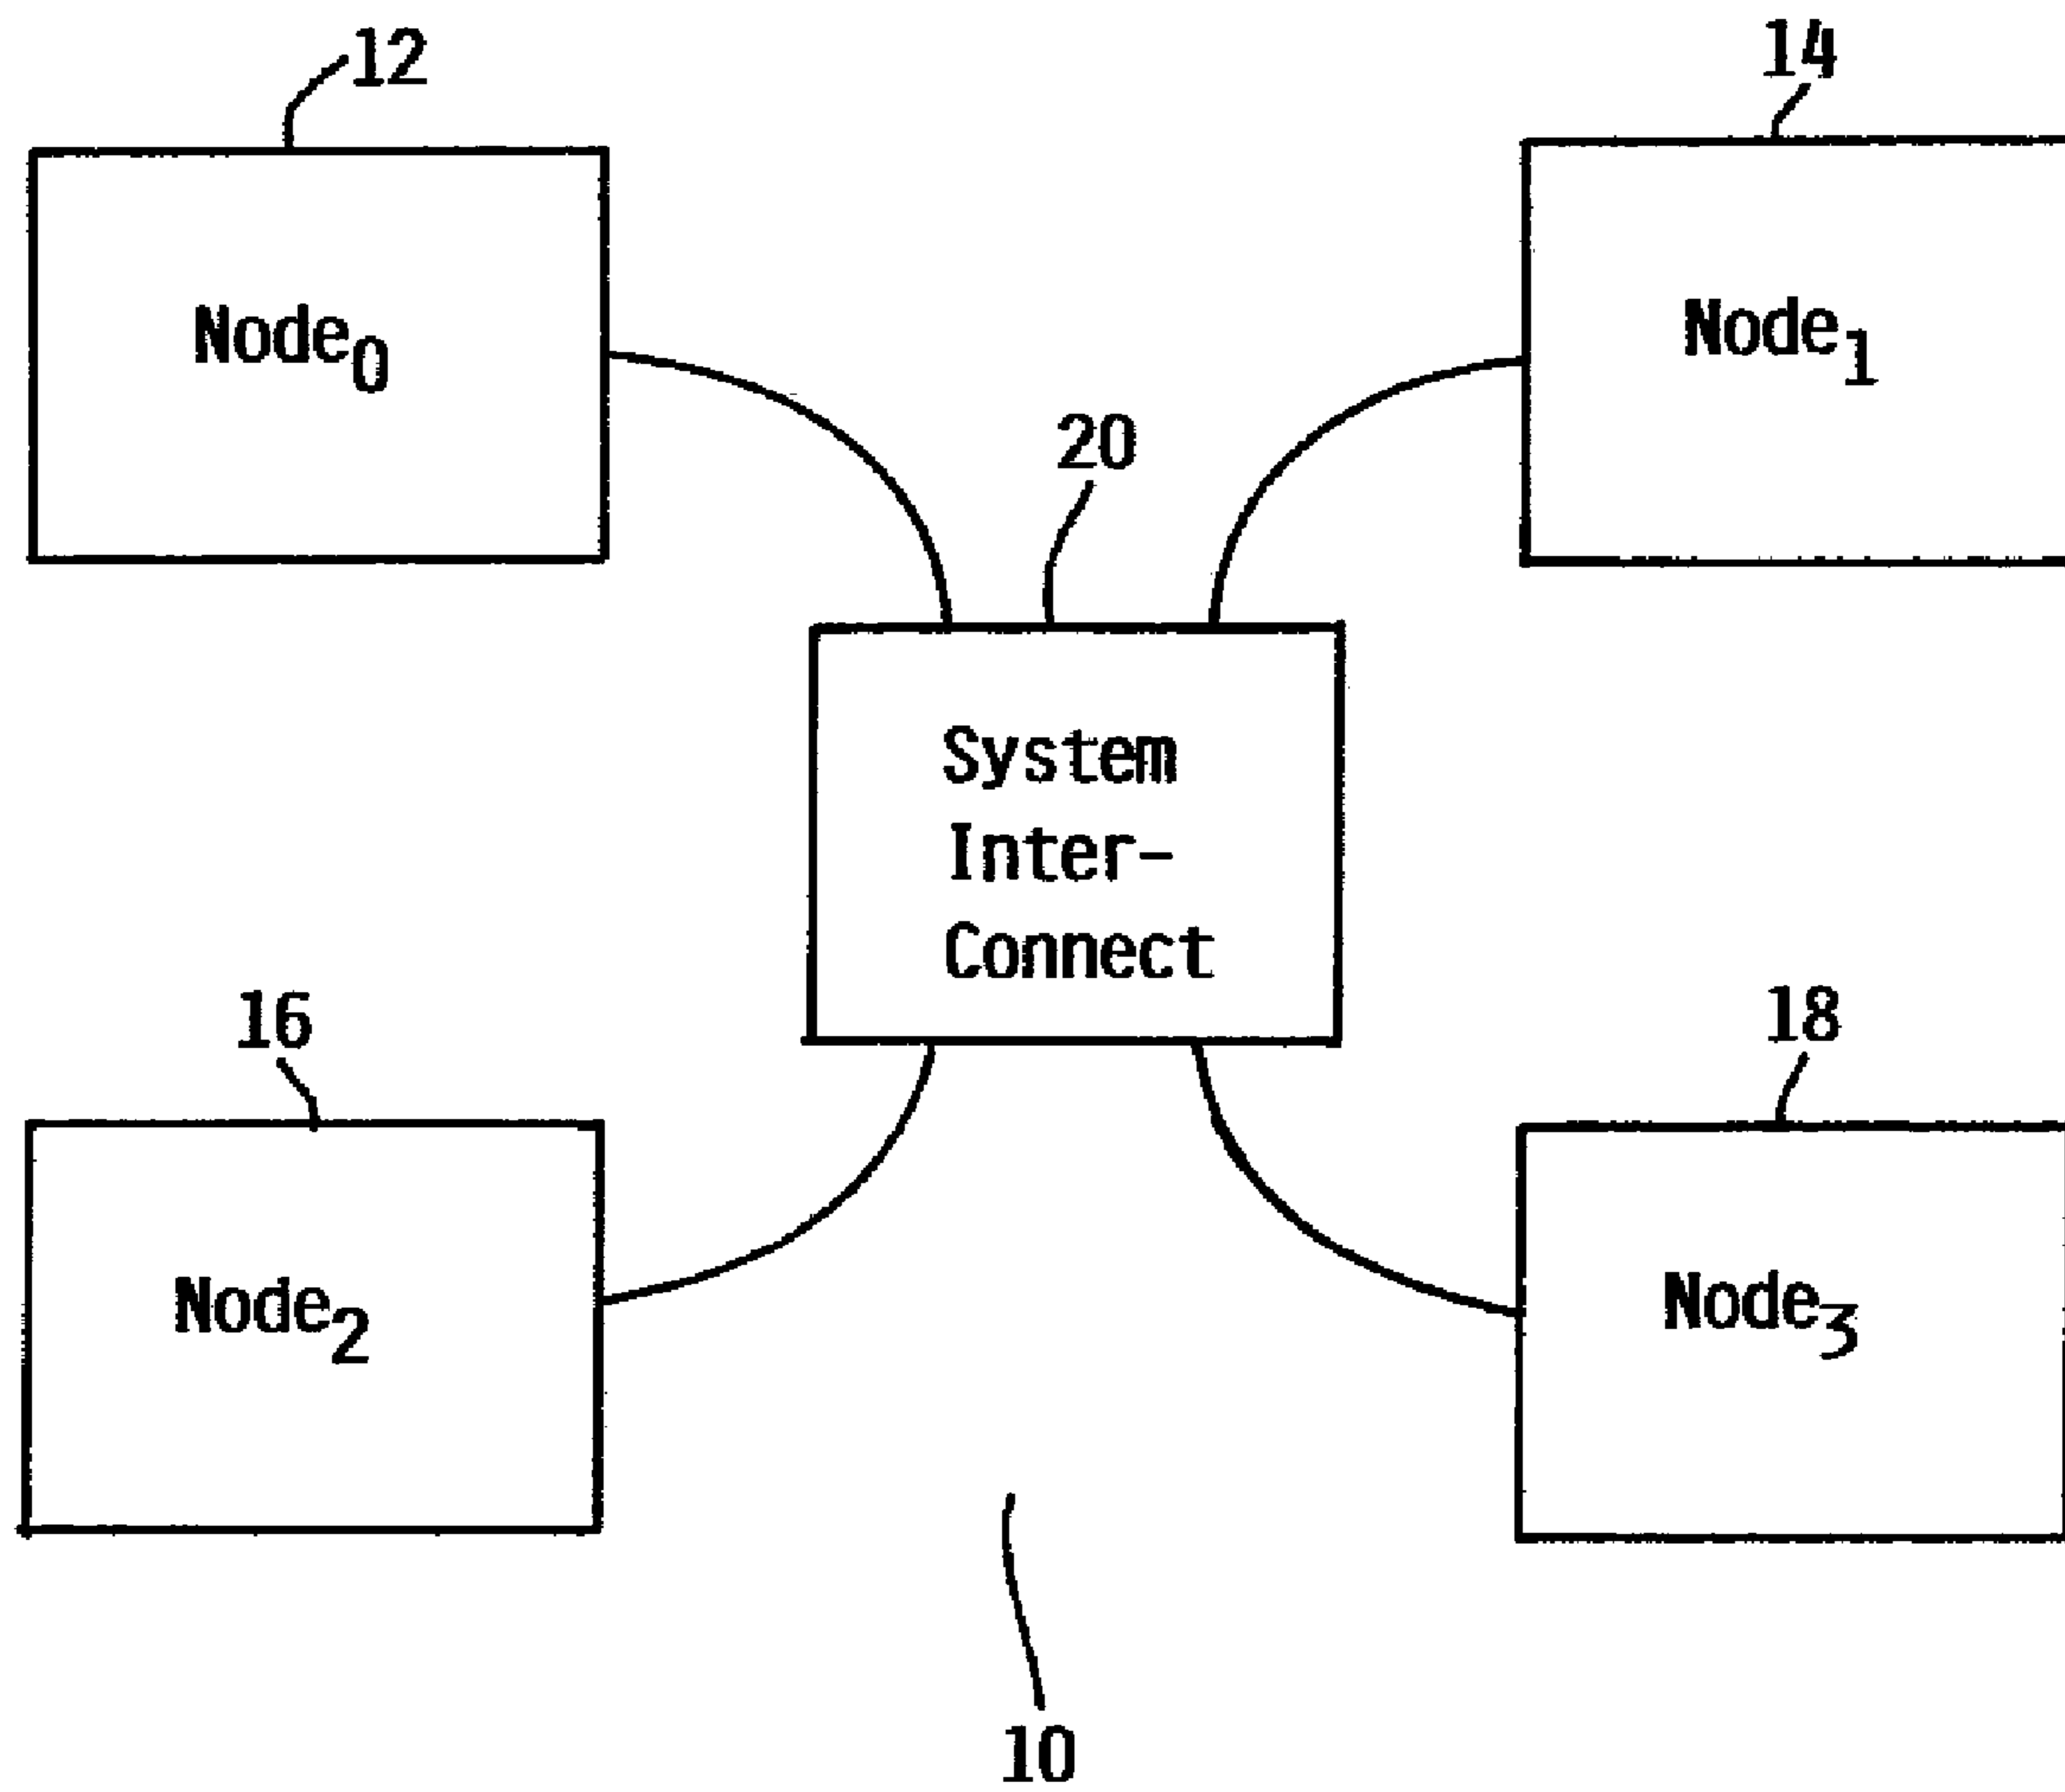 12
14
Node0
Node1
20
System
Inter-
Connect
16
18
Node2
Node3
10